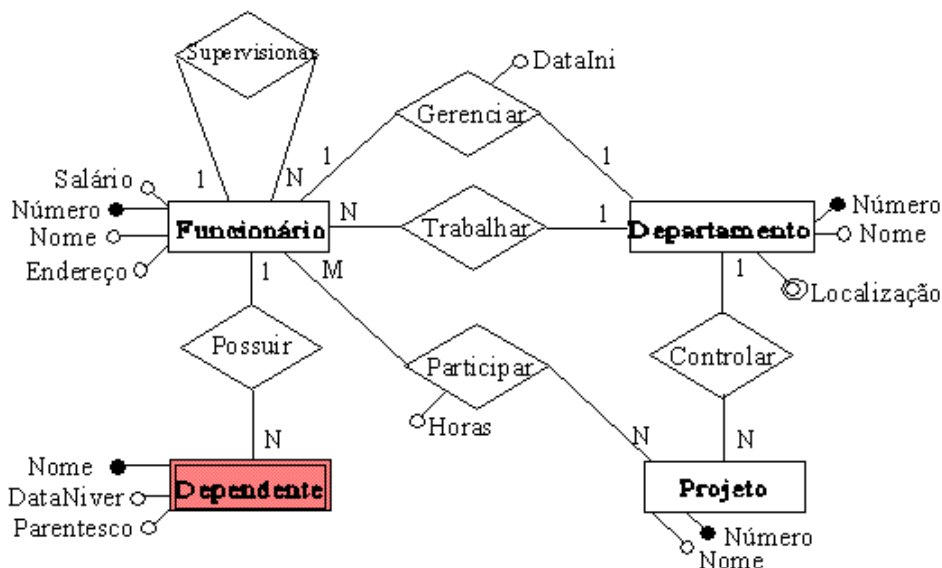 Supervisionar
DataIni
Gerenciar
1
1
1
N
Salário
Número
Nome
Endereço
Funcionário
N
Trabalhar
1
Departamento
Número
Nome
Localização
1
M
1
Possuir
Participar
Controlar
Horas
N
N
N
Nome
DataNiver
Parentesco
Dependente
Projeto
Número
Nome